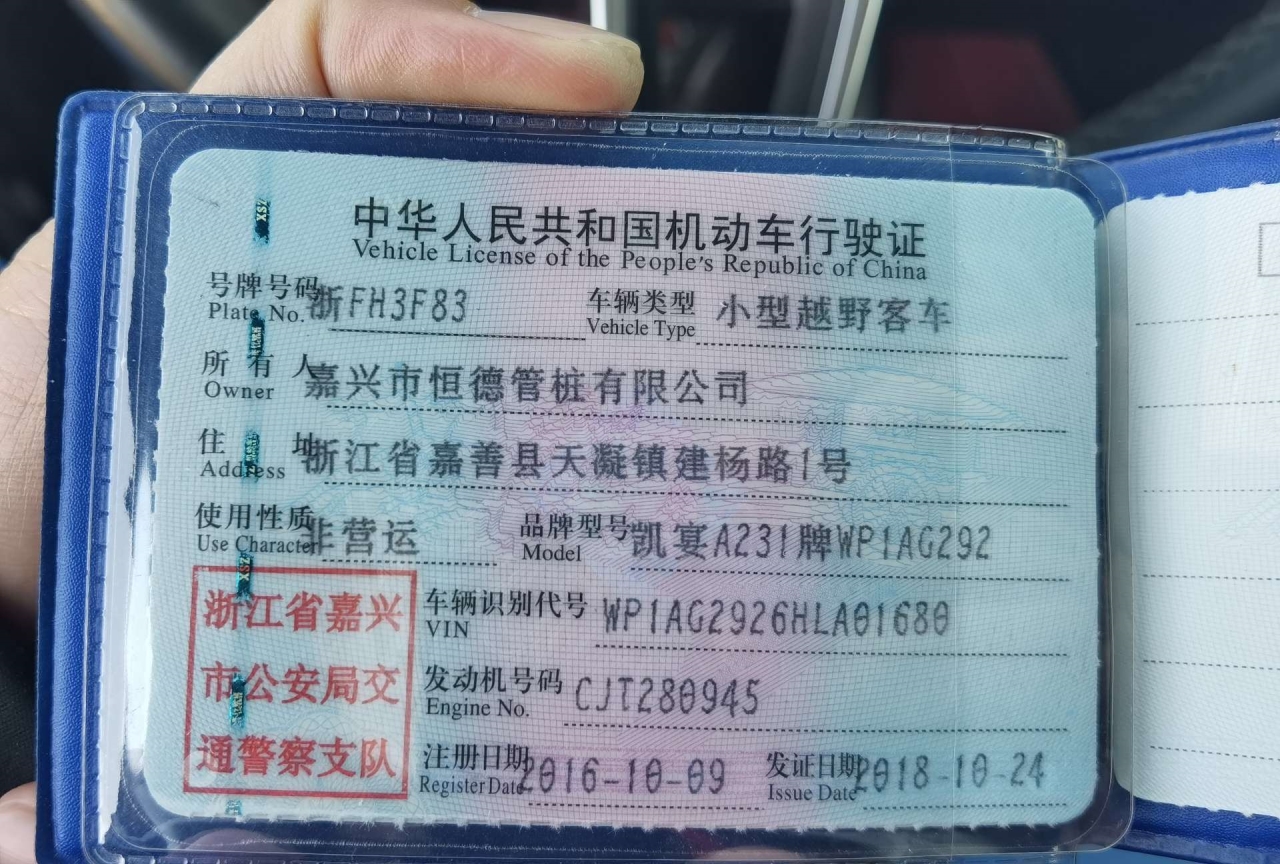 中华人民共和国机动车行驶证
Vehicle License of the People's Republic of China
号牌号码 浙FH3F83 车辆类型 小型越野客车
Plate No. Vehicle Type
所有人 嘉兴市恒德管桩有限公司
Owner
住址 浙江省嘉善县天凝镇建杨路1号
Address
使用性质 非营运 品牌型号 凯宴A231牌WP1AG292
Use Character Model
车辆识别代号 WP1AG2926HLA01680
VIN
发动机号码 CJT280945
Engine No.
注册日期 2016-10-09 发证日期 2018-10-24
Register Date Issue Date
浙江省嘉兴
市公安局交
通警察支队